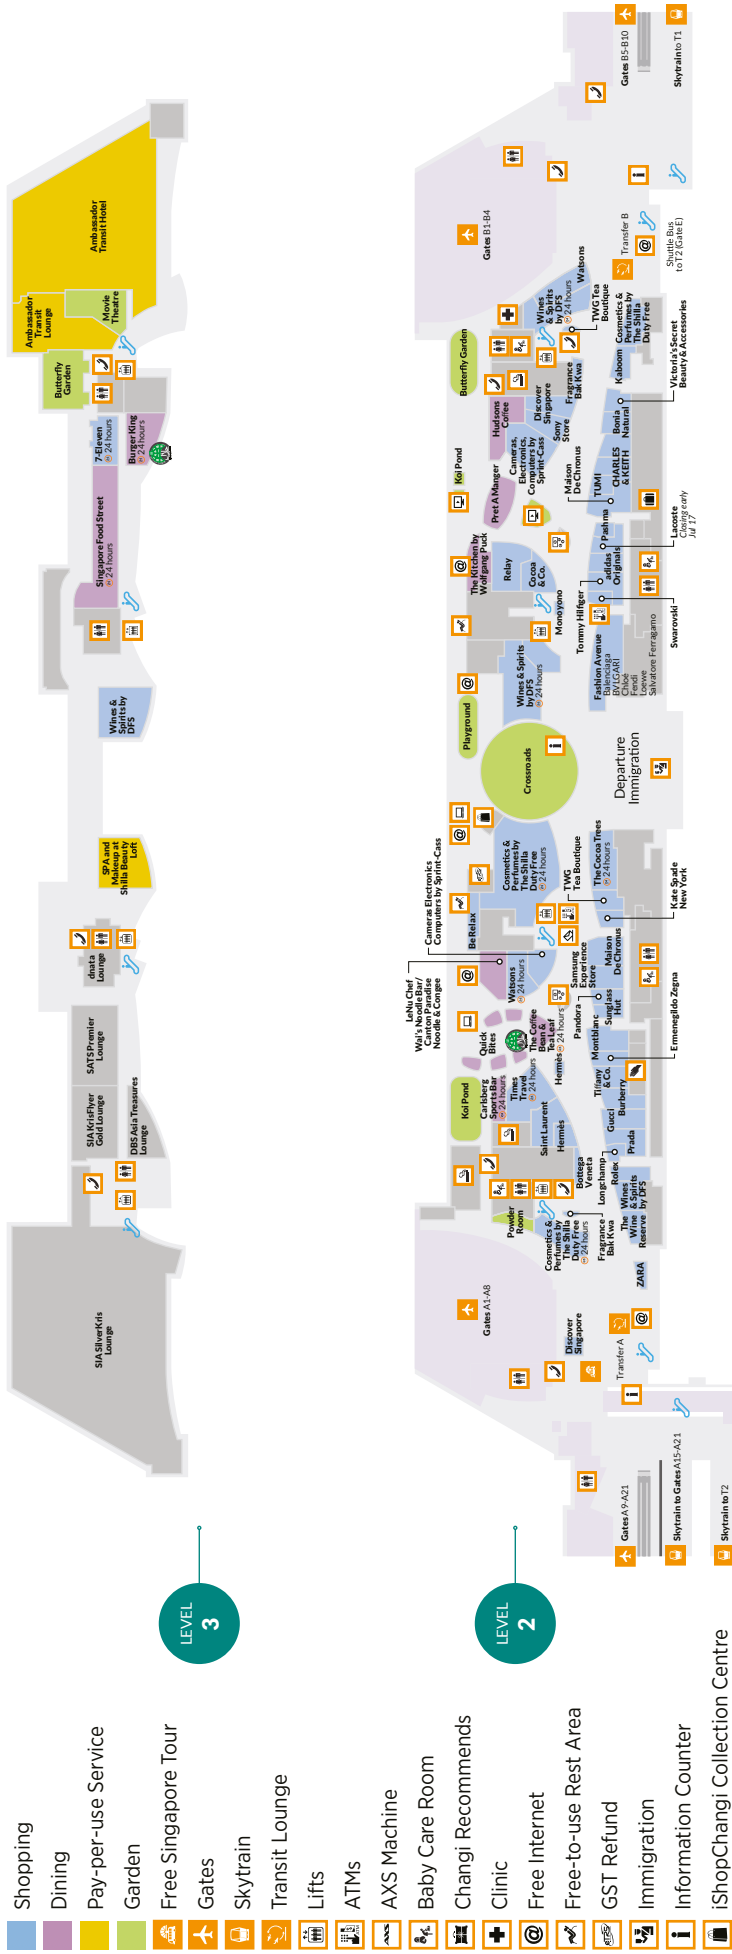 Shopping
Dining
Pay-per-use Service
Garden
Free Singapore Tour
Gates
Skytrain
Transit Lounge
Lifts
ATMs
AXS Machine
Baby Care Room
Changi Recommends
Clinic
Free Internet
Free-to-use Rest Area
GST Refund
Immigration
Information Counter
iShopChangi Collection Centre
LEVEL
3
SIA SilverKris
Lounge
SIA KrisFlyer
Gold Lounge
DBS Asia Treasures
Lounge
SATS Premier
Lounge
dnata
Lounge
SPA and
Makeup at
Shilla Beauty
Loft
Wines &
Spirits by
DFS
Singapore Food Street
24 hours
7-Eleven
24 hours
Burger King
24 hours
Butterfly
Garden
Ambassador
Transit
Lounge
Movie
Theatre
Ambassador
Transit Hotel
LEVEL
2
Gates A9-A21
Skytrain to Gates A15-A21
Skytrain to T2
Gates A1-A8
Transfer A
Discover
Singapore
ZARA
Powder
Room
Cosmetics &
Perfumes by
The Shilla
Duty Free
24 hours
Fragrance
Bak Kwa
The
Wine
Reserve
Wines
& Spirits
by DFS
Longchamp
Rolex
Prada
Bottega
Veneta
Hermès
Saint Laurent
Koi Pond
Carlsberg
Sports Bar
24 hours
Times
Travel
24 hours
Gucci
Burberry
Tiffany
& Co.
Montblanc
Ermenegildo Zegna
Hermès
Quick
Bites
The Coffee
Bean &
Tea Leaf
24 hours
Pandora
Sunglass
Hut
Samsung
Experience
Store
Maison
De Chronus
LeNu Chef
Wai's Noodle Bar/
Canton Paradise
Noodle & Congee
Cameras Electronics
Computers by Sprint-Cass
Watsons
24 hours
Be Relax
Kate Spade
New York
TWG
Tea Boutique
The Cocoa Trees
24 hours
Cosmetics &
Perfumes by
The Shilla
Duty Free
24 hours
Crossroads
Departure
Immigration
Playground
Wines & Spirits
by DFS
24 hours
Fashion Avenue
Balenciaga
BVLGARI
Chloé
Fendi
Loewe
Salvatore Ferragamo
Monoyono
Tommy Hilfiger
Swarovski
The Kitchen by
Wolfgang Puck
Relay
Cocoa
& Co.
adidas
Originals
Pashma
Lacoste
Closing early
Jul 17
Koi Pond
Pret A Manger
Maison
De Chronus
TUMI
CHARLES
& KEITH
Cameras,
Electronics,
Computers by
Sprint-Cass
Hudsons
Coffee
Discover
Singapore
Sony
Store
Bonia
Natural
Victoria's Secret
Beauty & Accessories
Butterfly Garden
Fragrance
Bak Kwa
Kaboom
Wines
& Spirits
by DFS
24 hours
Watsons
TWG Tea
Boutique
Cosmetics &
Perfumes by
The Shilla
Duty Free
Gates B1-B4
Transfer B
Shuttle Bus
to T2 (Gate E)
Gates B5-B10
Skytrain to T1